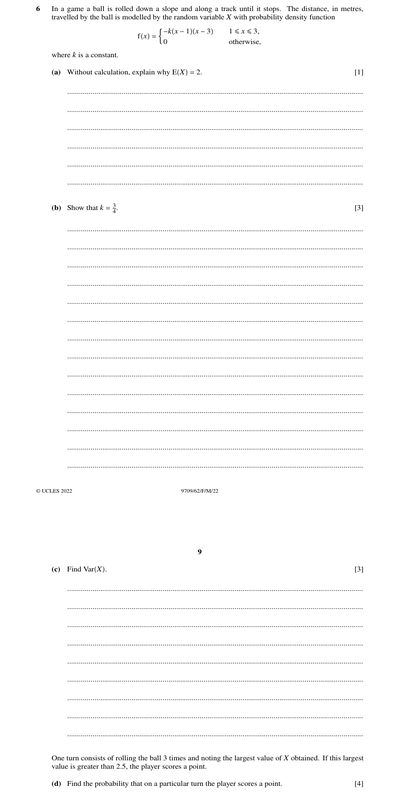 6 In a game a ball is rolled down a slope and along a track until it stops. The distance, in metres,
travelled by the ball is modelled by the random variable X with probability density function
f(x) = { −k(x − 1)(x − 3) 1 ⩽ x ⩽ 3,
0 otherwise,
where k is a constant.
(a) Without calculation, explain why E(X) = 2. [1]
(b) Show that k = 3/4. [3]
© UCLES 2022 9709/62/F/M/22
9
(c) Find Var(X). [3]
One turn consists of rolling the ball 3 times and noting the largest value of X obtained. If this largest
value is greater than 2.5, the player scores a point.
(d) Find the probability that on a particular turn the player scores a point. [4]